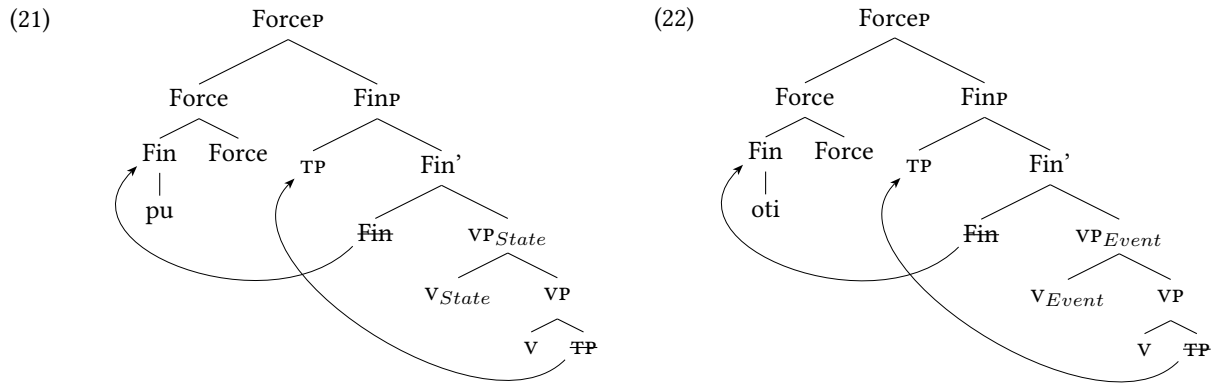 (21) ForceP (22) ForceP
Force FinP Force FinP
Fin Force TP Fin' Fin Force TP Fin'
pu Fin vP_State oti Fin vP_Event
v_State VP v_Event VP
V TP V TP